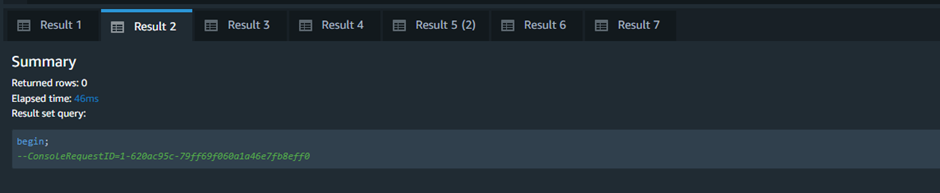 Result 1 Result 2 Result 3 Result 4 Result 5 (2) Result 6 Result 7
Summary
Returned rows: 0
Elapsed time: 46ms
Result set query:
begin;
--ConsoleRequestID=1-620ac95c-79ff69f060a1a46e7fb8eff0